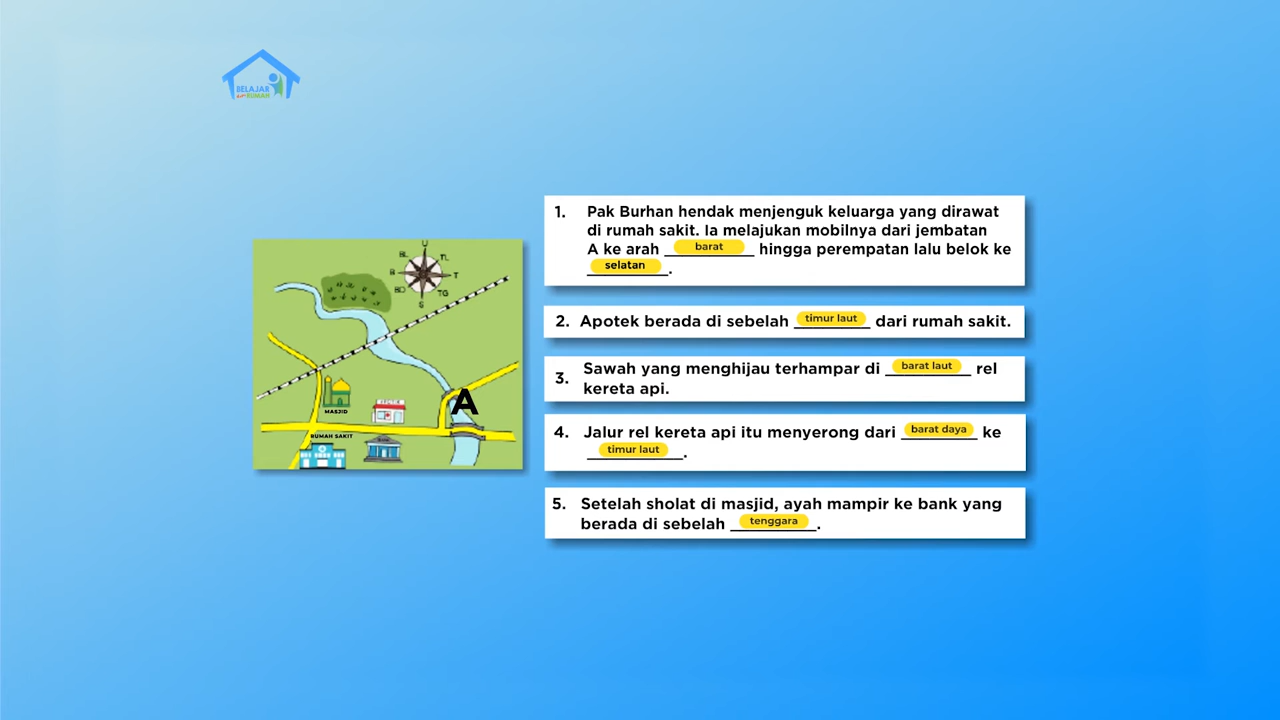 BELAJAR
dari RUMAH
U
BL
TL
B
T
BD
TG
S
A
MASJID
APOTEK
RUMAH SAKIT
1. Pak Burhan hendak menjenguk keluarga yang dirawat
di rumah sakit. Ia melajukan mobilnya dari jembatan
A ke arah barat hingga perempatan lalu belok ke
selatan.
2. Apotek berada di sebelah timur laut dari rumah sakit.
3. Sawah yang menghijau terhampar di barat laut rel
kereta api.
4. Jalur rel kereta api itu menyerong dari barat daya ke
timur laut.
5. Setelah sholat di masjid, ayah mampir ke bank yang
berada di sebelah tenggara.